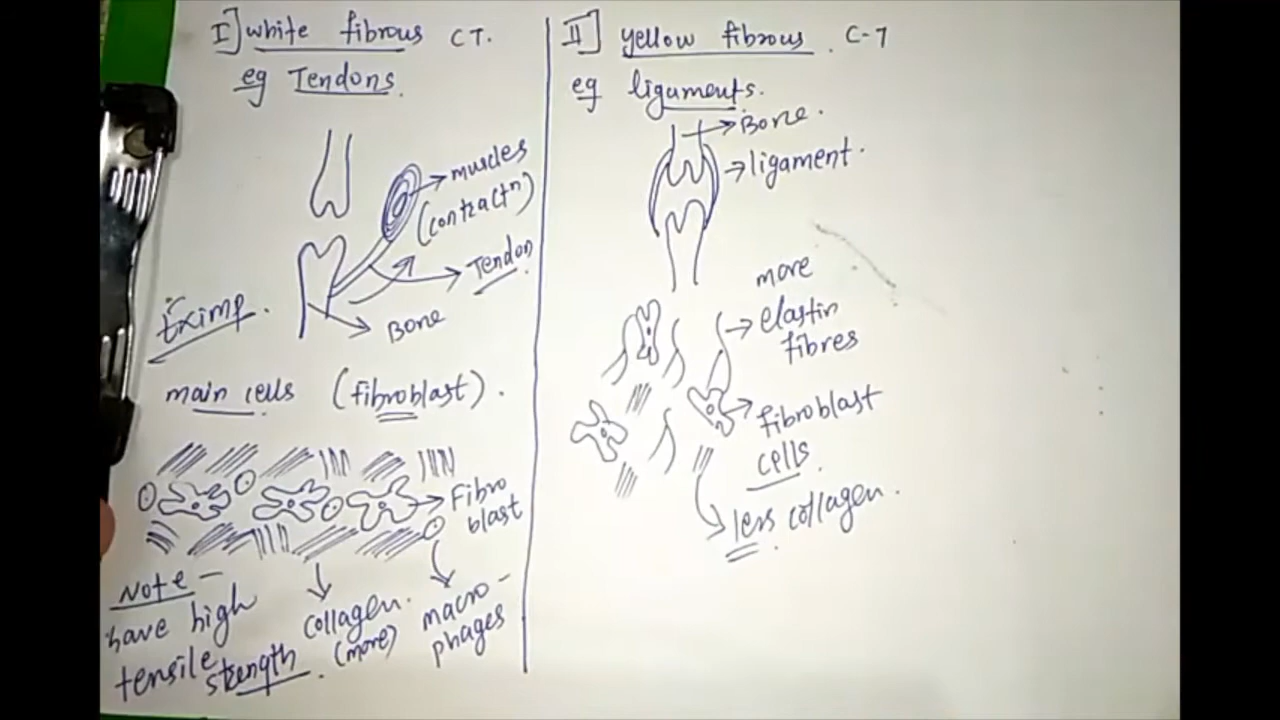 I] white fibrous CT.
eg Tendons.
muscles
(contractⁿ)
Tendon
Bone
main cells (fibroblast).
Fibro
blast
Note -
have high
tensile
strength.
collagen.
(more)
macro-
phages
II] yellow fibrous. C-T
eg ligaments.
Bone.
ligament.
more
elastin
fibres
fibroblast
cells.
less collagen.